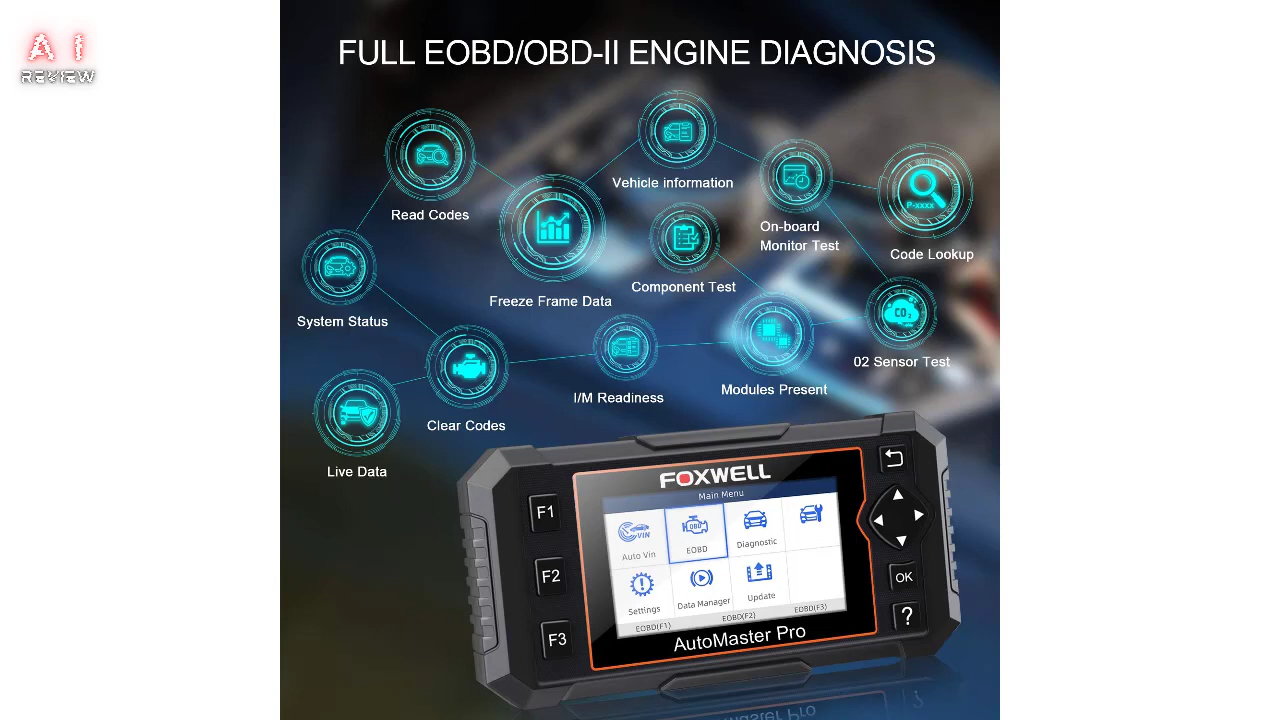 A I
REVIEW
FULL EOBD/OBD-II ENGINE DIAGNOSIS
Read Codes
Vehicle information
On-board
Monitor Test
P-xxxx
Code Lookup
System Status
Freeze Frame Data
Component Test
CO2
02 Sensor Test
Live Data
Clear Codes
I/M Readiness
Modules Present
FOXWELL
Main Menu
VIN
Auto Vin
OBD
EOBD
Diagnostic
Settings
Data Manager
Update
EOBD(F1)
EOBD(F2)
EOBD(F3)
AutoMaster Pro
F1
F2
F3
OK
?